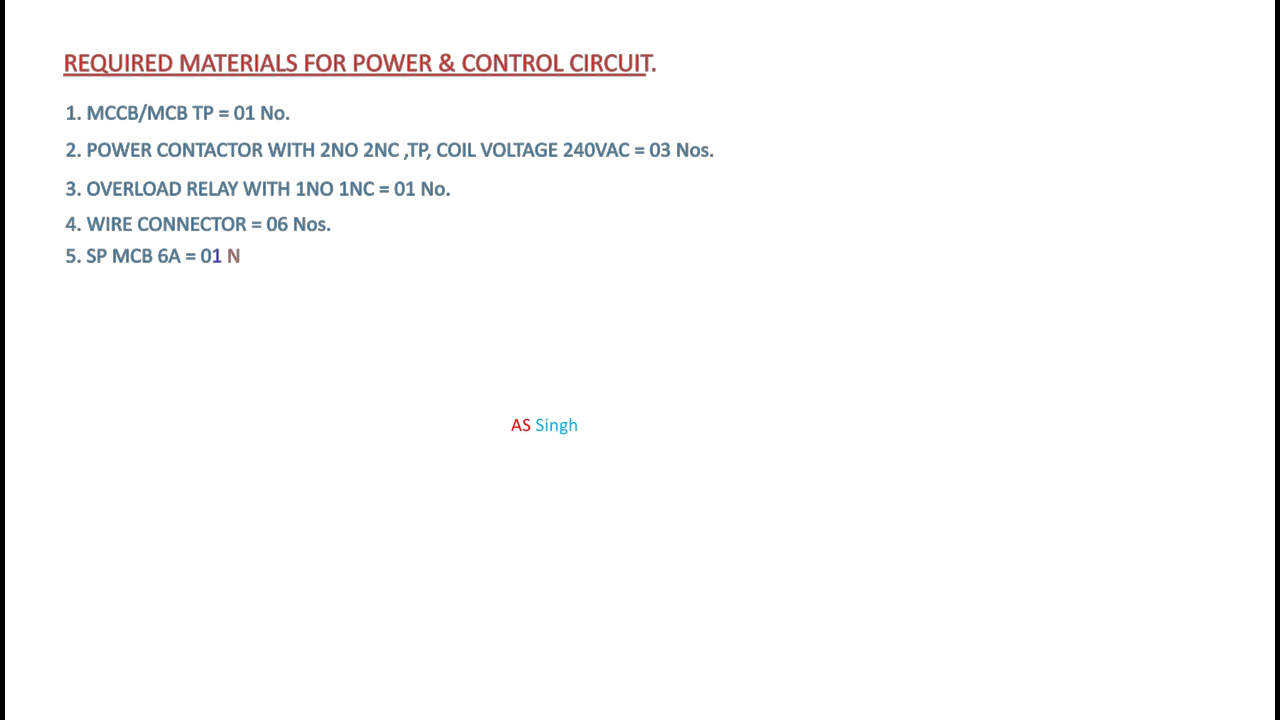 REQUIRED MATERIALS FOR POWER & CONTROL CIRCUIT.
1. MCCB/MCB TP = 01 No.
2. POWER CONTACTOR WITH 2NO 2NC ,TP, COIL VOLTAGE 240VAC = 03 Nos.
3. OVERLOAD RELAY WITH 1NO 1NC = 01 No.
4. WIRE CONNECTOR = 06 Nos.
5. SP MCB 6A = 01 N
AS Singh